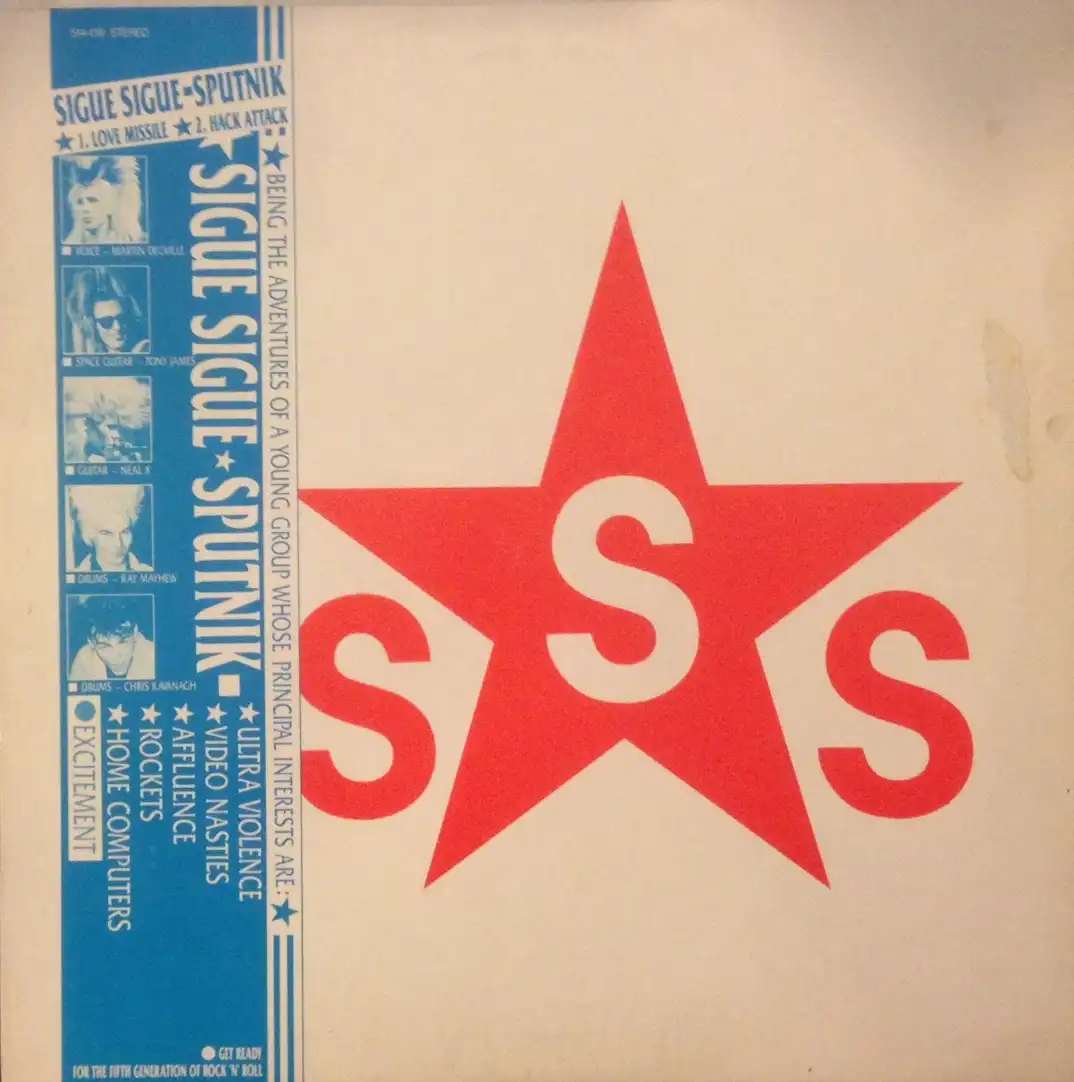 STEREO
SIGUE SIGUE-SPUTNIK
★ 1. LOVE MISSILE ★ 2. HACK ATTACK
VOICE - MARTIN DEGVILLE
SPACE GUITAR - TONY JAMES
GUITAR - NEAL X
DRUMS - RAY MAYHEW
DRUMS - CHRIS KAVANAGH
★ SIGUE SIGUE ★ SPUTNIK ■
★ BEING THE ADVENTURES OF A YOUNG GROUP WHOSE PRINCIPAL INTERESTS ARE: ★
★ ULTRA VIOLENCE
★ VIDEO NASTIES
★ AFFLUENCE
★ ROCKETS
★ HOME COMPUTERS
● EXCITEMENT
● GET READY
FOR THE FIFTH GENERATION OF ROCK 'N' ROLL
S S S